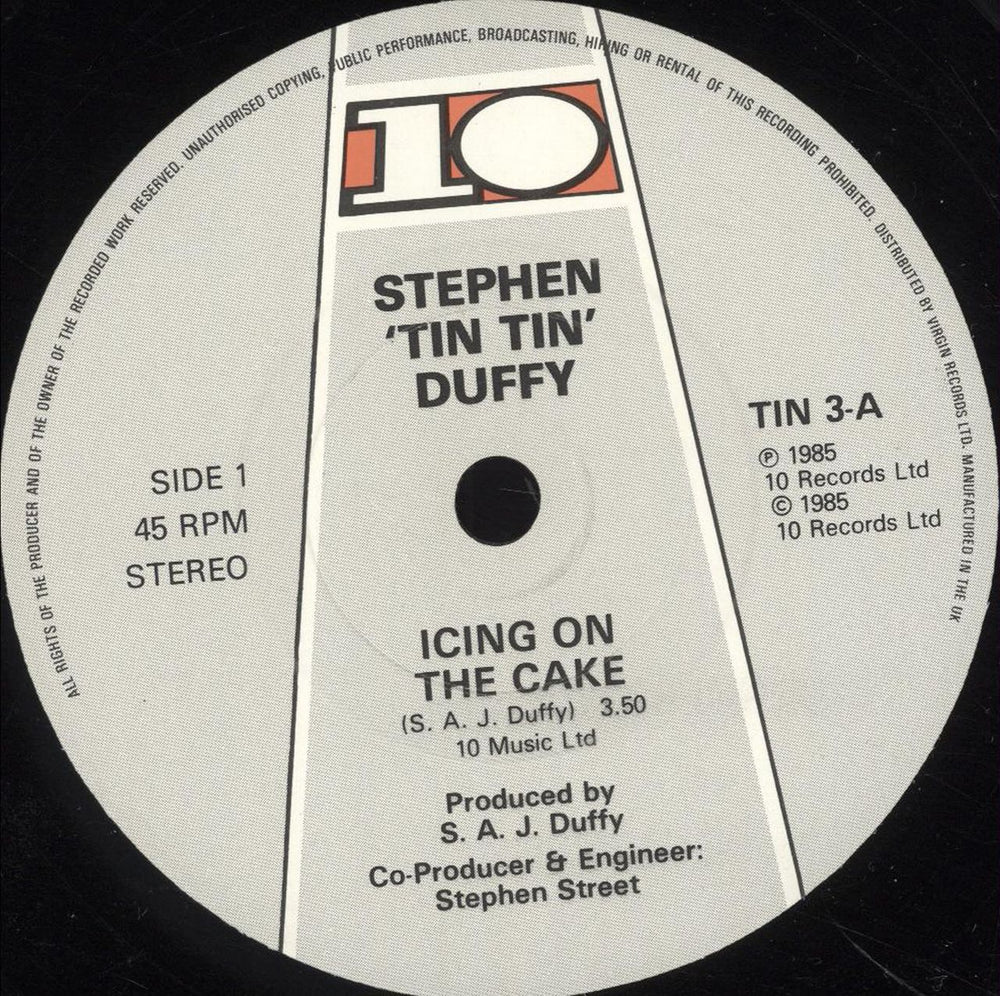 ALL RIGHTS OF THE PRODUCER AND OF THE OWNER OF THE RECORDED WORK RESERVED. UNAUTHORISED COPYING, PUBLIC PERFORMANCE, BROADCASTING, HIRING OR RENTAL OF THIS RECORDING PROHIBITED. DISTRIBUTED BY VIRGIN RECORDS LTD. MANUFACTURED IN THE UK
10
STEPHEN
‘TIN TIN’
DUFFY
SIDE 1
45 RPM
STEREO
TIN 3-A
℗ 1985
10 Records Ltd
© 1985
10 Records Ltd
ICING ON
THE CAKE
(S. A. J. Duffy) 3.50
10 Music Ltd
Produced by
S. A. J. Duffy
Co-Producer & Engineer:
Stephen Street